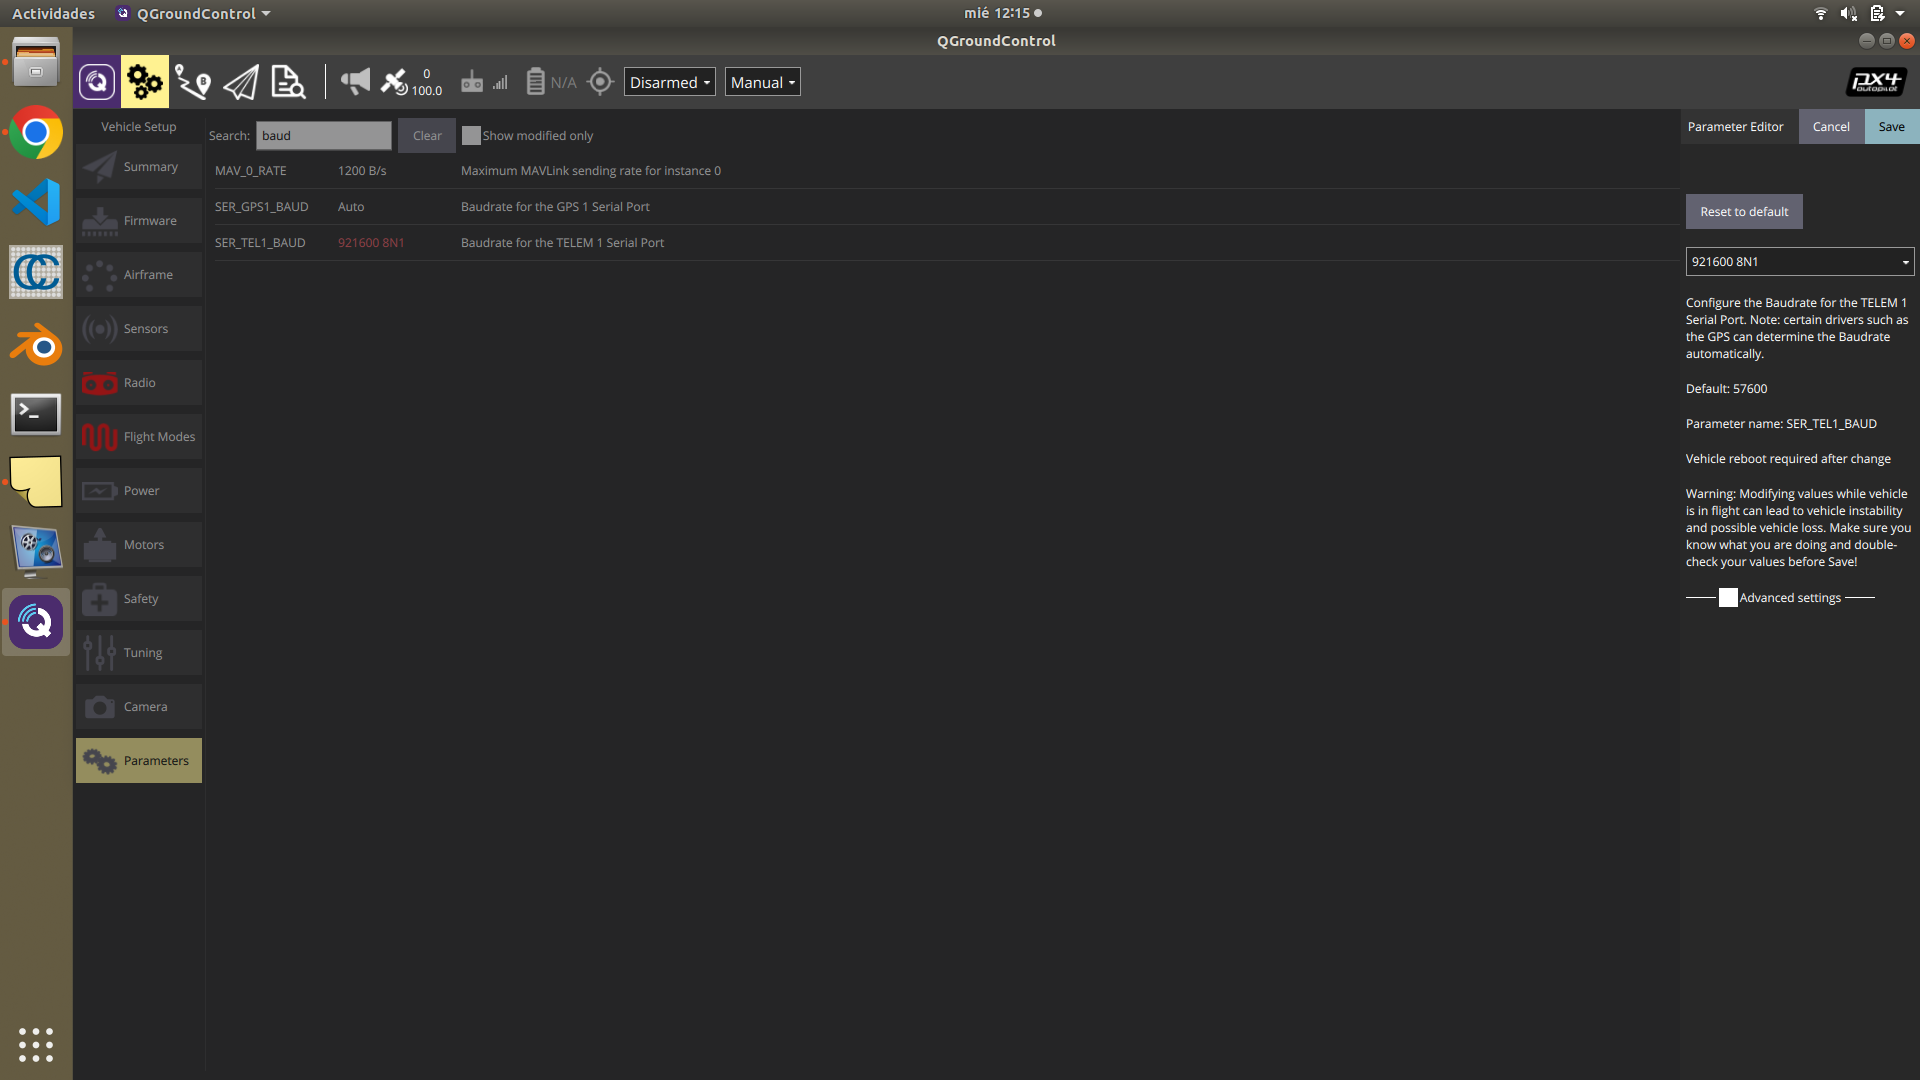 Actividades
QGroundControl
mié 12:15
QGroundControl
0
100.0
N/A
Disarmed
Manual
px4
autopilot
Vehicle Setup
Summary
Firmware
Airframe
Sensors
Radio
Flight Modes
Power
Motors
Safety
Tuning
Camera
Parameters
Search:
baud
Clear
Show modified only
MAV_0_RATE 1200 B/s Maximum MAVLink sending rate for instance 0
SER_GPS1_BAUD Auto Baudrate for the GPS 1 Serial Port
SER_TEL1_BAUD 921600 8N1 Baudrate for the TELEM 1 Serial Port
Parameter Editor
Cancel
Save
Reset to default
921600 8N1
Configure the Baudrate for the TELEM 1
Serial Port. Note: certain drivers such as
the GPS can determine the Baudrate
automatically.
Default: 57600
Parameter name: SER_TEL1_BAUD
Vehicle reboot required after change
Warning: Modifying values while vehicle
is in flight can lead to vehicle instability
and possible vehicle loss. Make sure you
know what you are doing and double-
check your values before Save!
Advanced settings